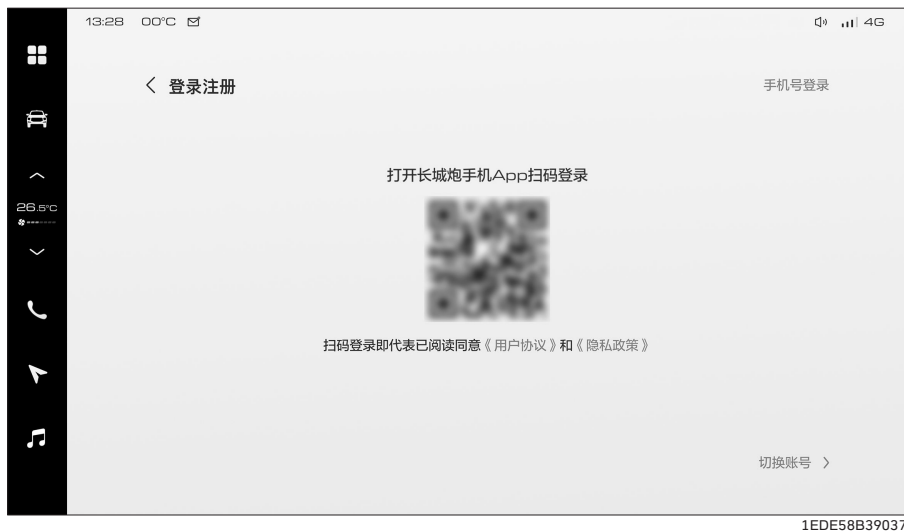 13:28 00°C 4G
登录注册 手机号登录
打开长城炮手机App扫码登录
26.5°C
扫码登录即代表已阅读同意《用户协议》和《隐私政策》
切换账号
1EDE58B39037